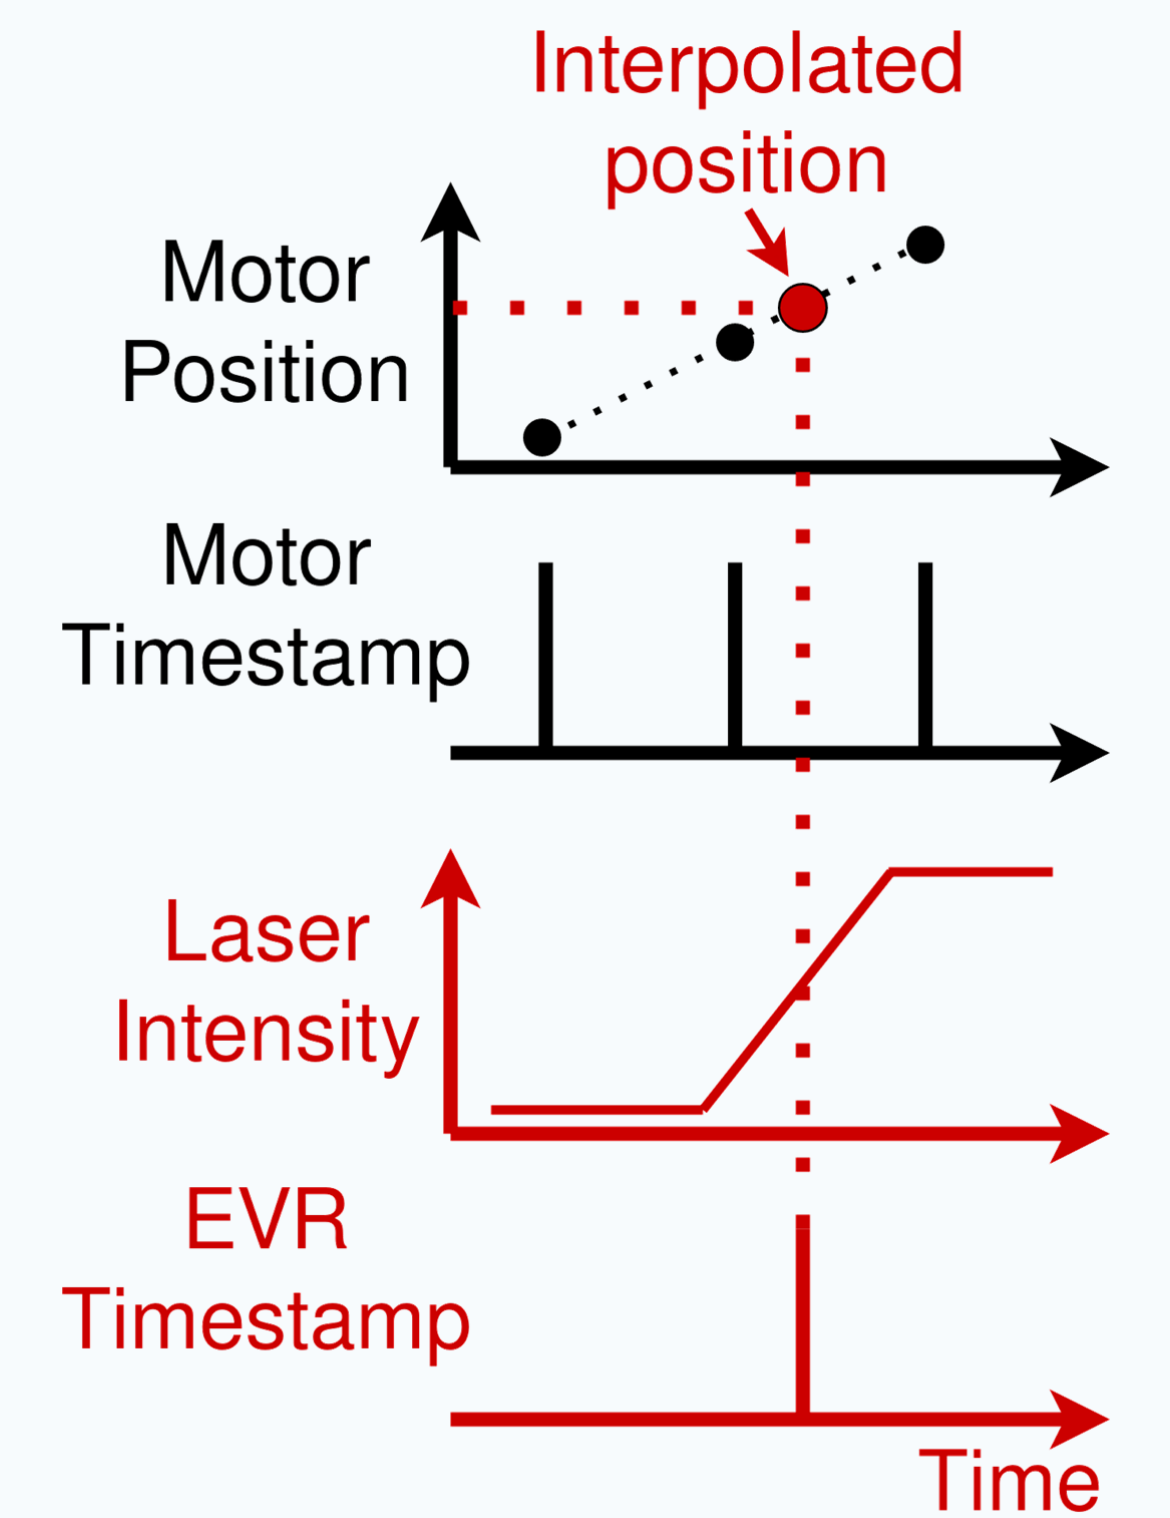 Interpolated
position
Motor
Position
Motor
Timestamp
Laser
Intensity
EVR
Timestamp
Time